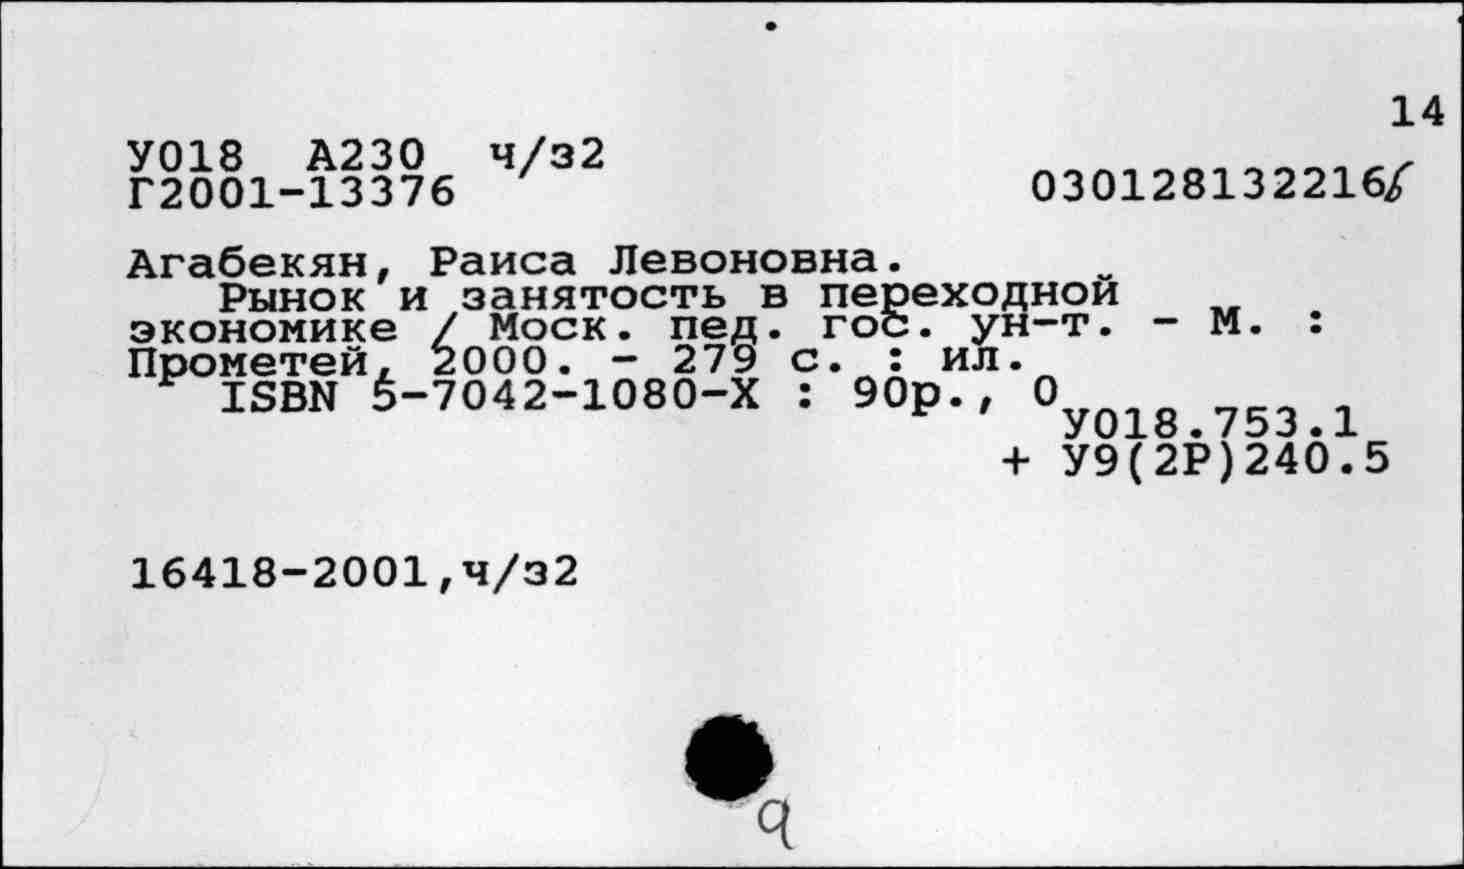 14
У018 А230 ч/з2
Г2001-13376 030128132216
Агабекян, Раиса Левоновна.
Рынок и занятость в переходной
экономике / Моск. пед. гос. ун-т. - М. :
Прометей, 2000. - 279 с. : ил.
ISBN 5-7042-1080-X : 90р., 0
У018.753.1
+ У9(2Р)240.5
16418-2001,ч/з2